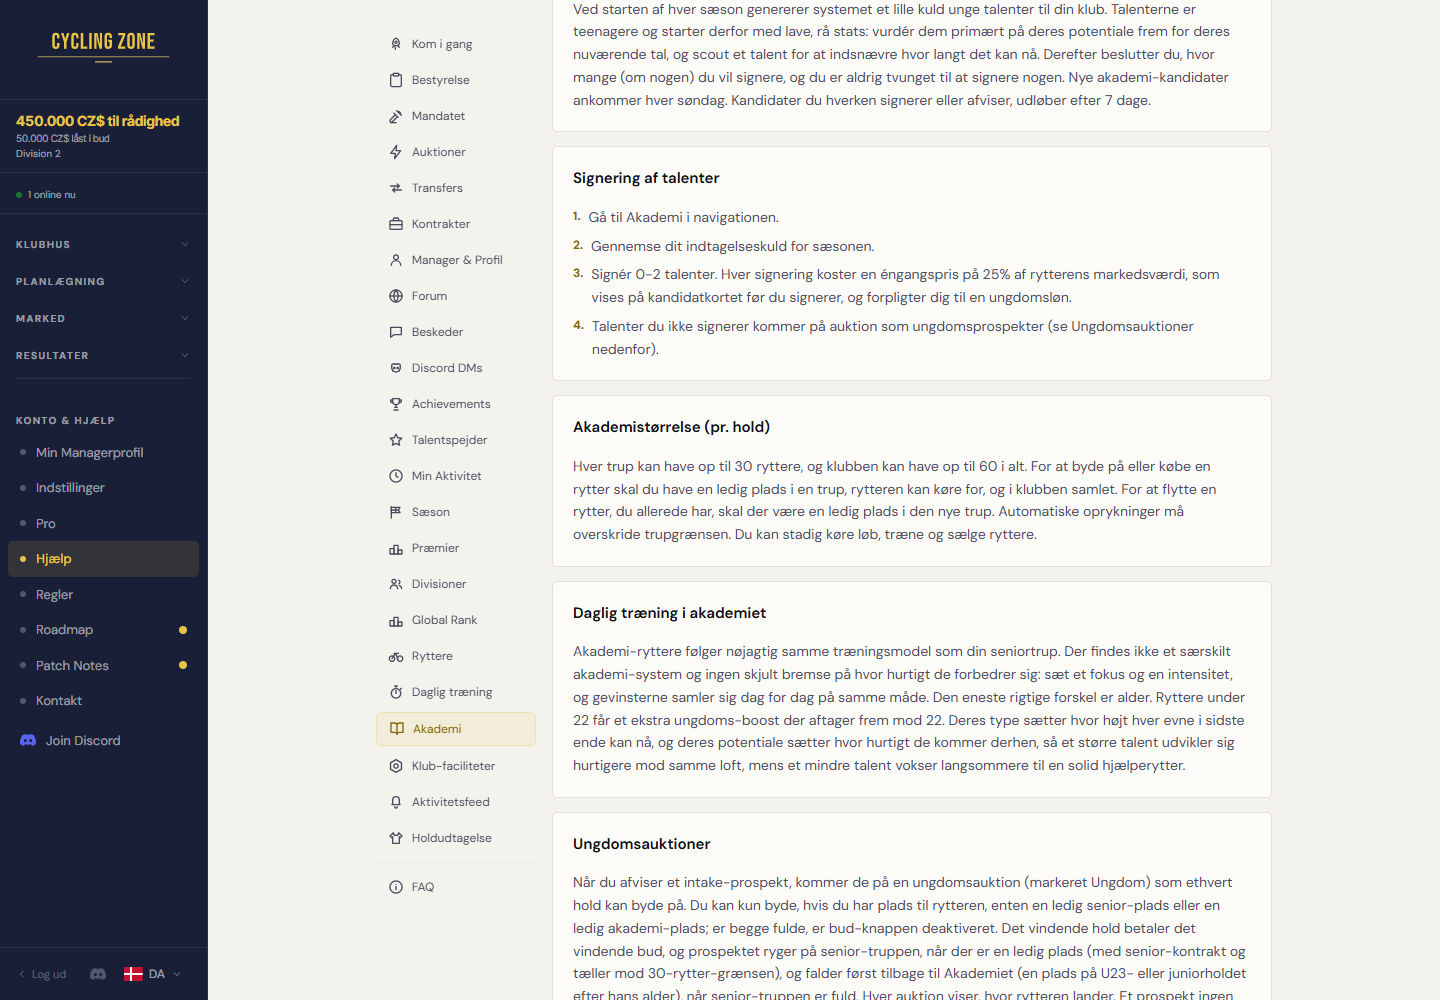 CYCLING ZONE
450.000 CZ$ til rådighed
50.000 CZ$ låst i bud
Division 2
1 online nu
KLUBHUS
PLANLÆGNING
MARKED
RESULTATER
KONTO & HJÆLP
Min Managerprofil
Indstillinger
Pro
Hjælp
Regler
Roadmap
Patch Notes
Kontakt
Join Discord
Log ud
DA
Kom i gang
Bestyrelse
Mandatet
Auktioner
Transfers
Kontrakter
Manager & Profil
Forum
Beskeder
Discord DMs
Achievements
Talentspejder
Min Aktivitet
Sæson
Præmier
Divisioner
Global Rank
Ryttere
Daglig træning
Akademi
Klub-faciliteter
Aktivitetsfeed
Holdudtagelse
FAQ
Ved starten af hver sæson genererer systemet et lille kuld unge talenter til din klub. Talenterne er
teenagere og starter derfor med lave, rå stats: vurdér dem primært på deres potentiale frem for deres
nuværende tal, og scout et talent for at indsnævre hvor langt det kan nå. Derefter beslutter du, hvor
mange (om nogen) du vil signere, og du er aldrig tvunget til at signere nogen. Nye akademi-kandidater
ankommer hver søndag. Kandidater du hverken signerer eller afviser, udløber efter 7 dage.
Signering af talenter
1. Gå til Akademi i navigationen.
2. Gennemse dit indtagelseskuld for sæsonen.
3. Signér 0-2 talenter. Hver signering koster en éngangspris på 25% af rytterens markedsværdi, som
vises på kandidatkortet før du signerer, og forpligter dig til en ungdomsløn.
4. Talenter du ikke signerer kommer på auktion som ungdomsprospekter (se Ungdomsauktioner
nedenfor).
Akademistørrelse (pr. hold)
Hver trup kan have op til 30 ryttere, og klubben kan have op til 60 i alt. For at byde på eller købe en
rytter skal du have en ledig plads i en trup, rytteren kan køre for, og i klubben samlet. For at flytte en
rytter, du allerede har, skal der være en ledig plads i den nye trup. Automatiske oprykninger må
overskride trupgrænsen. Du kan stadig køre løb, træne og sælge ryttere.
Daglig træning i akademiet
Akademi-ryttere følger nøjagtig samme træningsmodel som din seniortrup. Der findes ikke et særskilt
akademi-system og ingen skjult bremse på hvor hurtigt de forbedrer sig: sæt et fokus og en intensitet,
og gevinsterne samler sig dag for dag på samme måde. Den eneste rigtige forskel er alder. Ryttere under
22 får et ekstra ungdoms-boost der aftager frem mod 22. Deres type sætter hvor højt hver evne i sidste
ende kan nå, og deres potentiale sætter hvor hurtigt de kommer derhen, så et større talent udvikler sig
hurtigere mod samme loft, mens et mindre talent vokser langsommere til en solid hjælperytter.
Ungdomsauktioner
Når du afviser et intake-prospekt, kommer de på en ungdomsauktion (markeret Ungdom) som ethvert
hold kan byde på. Du kan kun byde, hvis du har plads til rytteren, enten en ledig senior-plads eller en
ledig akademi-plads; er begge fulde, er bud-knappen deaktiveret. Det vindende hold betaler det
vindende bud, og prospektet ryger på senior-truppen, når der er en ledig plads (med senior-kontrakt og
tæller mod 30-rytter-grænsen), og falder først tilbage til Akademiet (en plads på U23- eller juniorholdet
efter hans alder), når senior-truppen er fuld. Hver auktion viser, hvor rytteren lander. Et prospekt ingen